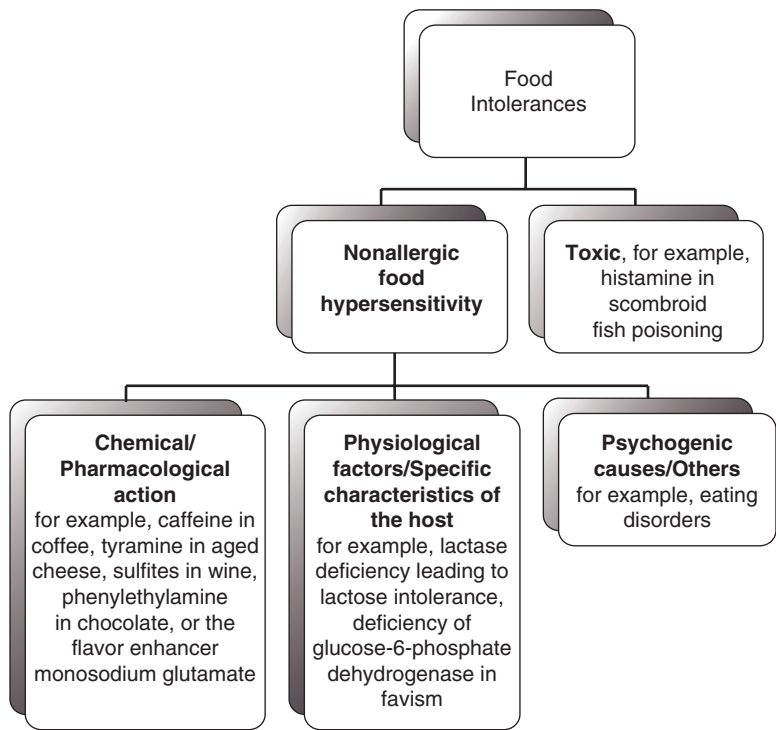 Food
Intolerances
Nonallergic
food
hypersensitivity
Toxic, for example,
histamine in
scombroid
fish poisoning
Chemical/
Pharmacological
action
for example, caffeine in
coffee, tyramine in aged
cheese, sulfites in wine,
phenylethylamine
in chocolate, or the
flavor enhancer
monosodium glutamate
Physiological
factors/Specific
characteristics of
the host
for example, lactase
deficiency leading to
lactose intolerance,
deficiency of
glucose-6-phosphate
dehydrogenase in
favism
Psychogenic
causes/Others
for example, eating
disorders